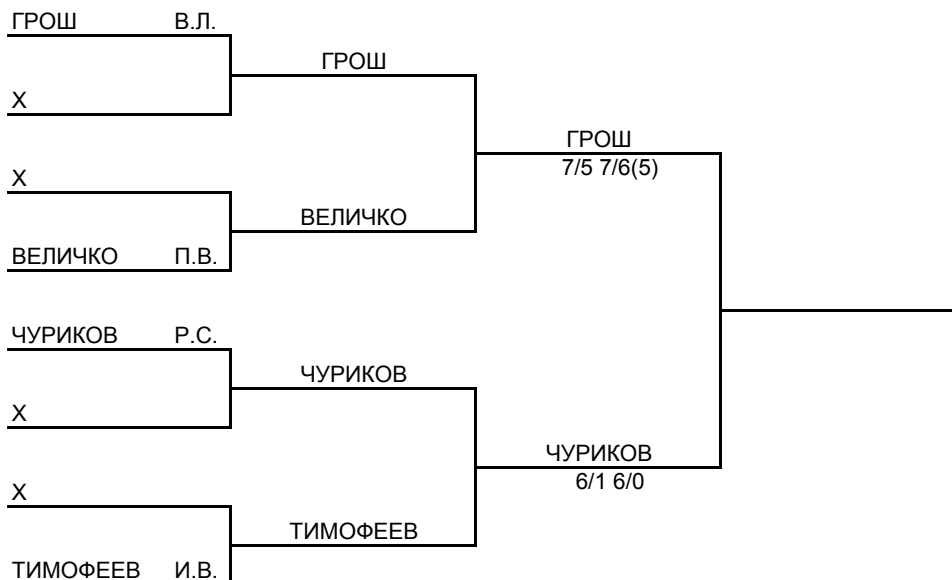 ГРОШ В.Л.
ГРОШ
Х
ГРОШ
7/5 7/6(5)
Х
ВЕЛИЧКО
ВЕЛИЧКО П.В.
ЧУРИКОВ Р.С.
ЧУРИКОВ
Х
ЧУРИКОВ
6/1 6/0
Х
ТИМОФЕЕВ
ТИМОФЕЕВ И.В.